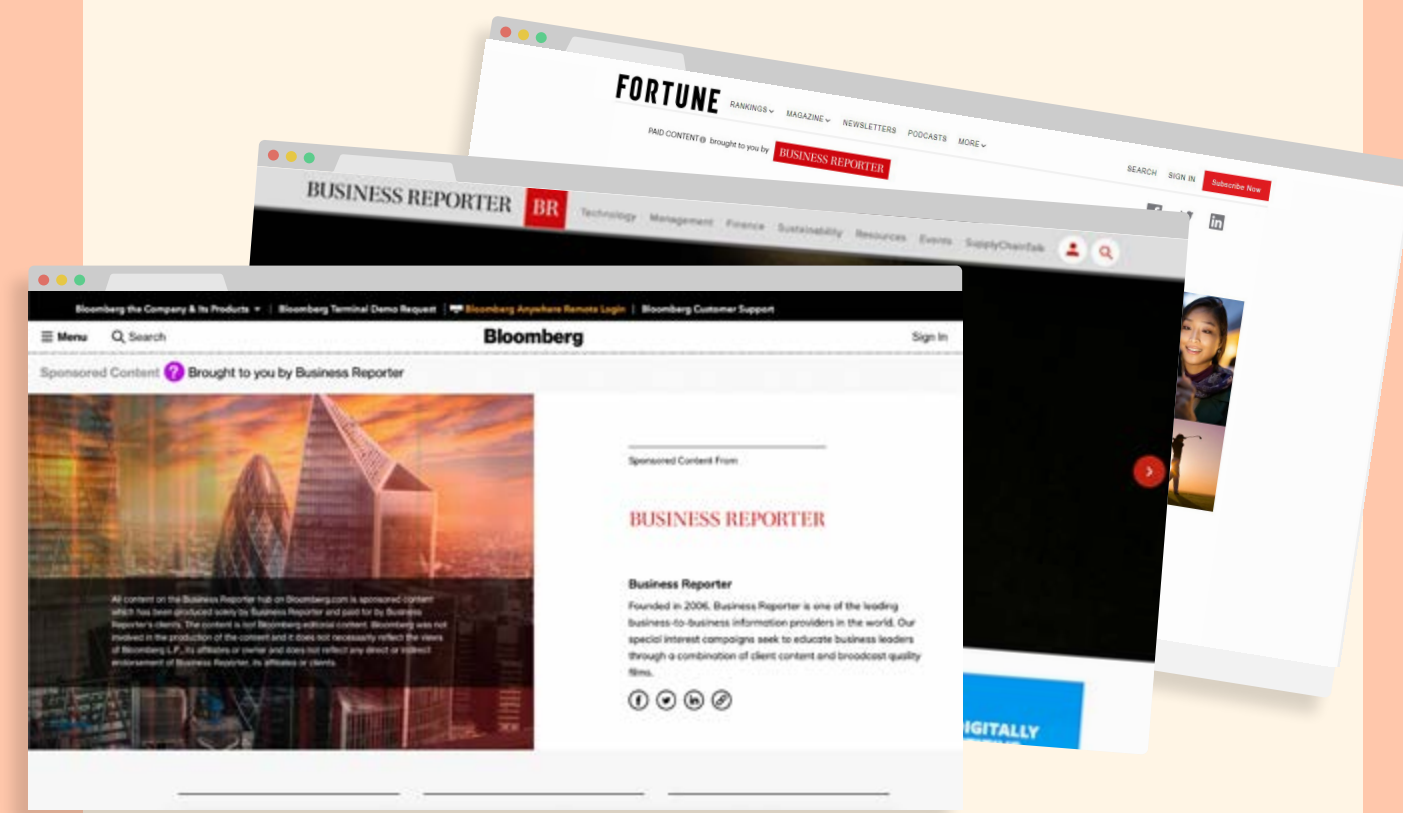 FORTUNE RANKINGS MAGAZINE NEWSLETTERS PODCASTS MORE
SEARCH SIGN IN Subscribe Now
PAID CONTENT brought to you by BUSINESS REPORTER
BUSINESS REPORTER BR Technology Management Finance Sustainability Resources Events SupplyChainTalk
Bloomberg the Company & Its Products | Bloomberg Terminal Demo Request | Bloomberg Anywhere Remote Login | Bloomberg Customer Support
Menu Search Bloomberg Sign In
Sponsored Content ? Brought to you by Business Reporter
All content on the Business Reporter hub on Bloomberg.com is sponsored content
which has been produced solely by Business Reporter and paid for by Business
Reporter's clients. The content is not Bloomberg editorial content. Bloomberg was not
involved in the production of the content and it does not necessarily reflect the views
of Bloomberg L.P., its affiliates or owner and does not reflect any direct or indirect
endorsement of Business Reporter, its affiliates or clients.
Sponsored Content From
BUSINESS REPORTER
Business Reporter
Founded in 2006, Business Reporter is one of the leading
business-to-business information providers in the world. Our
special interest campaigns seek to educate business leaders
through a combination of client content and broadcast quality
films.
IGITALLY